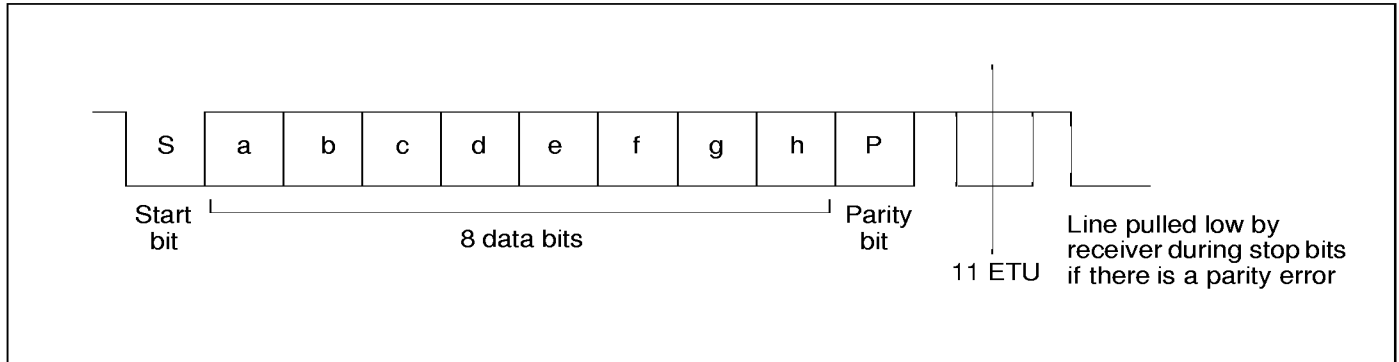 S a b c d e f g h P
Start
bit
8 data bits
Parity
bit
11 ETU
Line pulled low by
receiver during stop bits
if there is a parity error